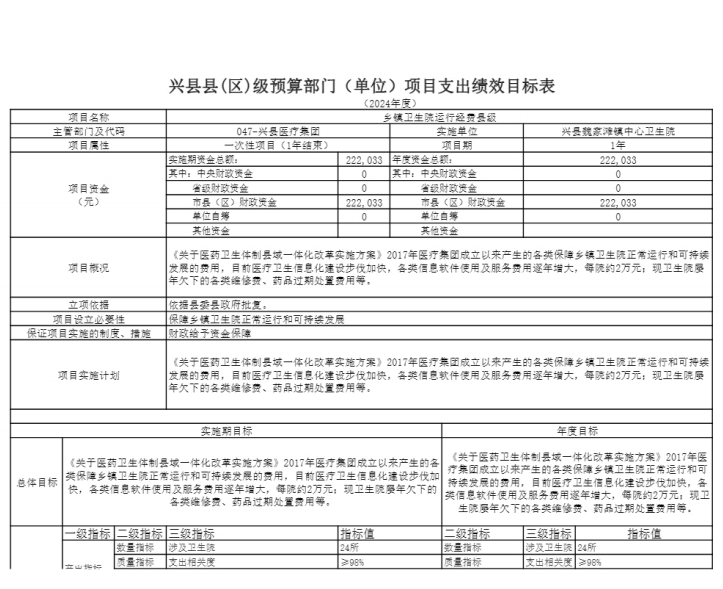 兴县县(区)级预算部门（单位）项目支出绩效目标表
（2024年度）
项目名称 乡镇卫生院运行经费县级
主管部门及代码 047-兴县医疗集团 实施单位 兴县魏家滩镇中心卫生院
项目属性 一次性项目（1年结束） 项目期 1年
项目资金
（元）
实施期资金总额： 222,033 年度资金总额： 222,033
其中：中央财政资金 0 其中：中央财政资金 0
省级财政资金 0 省级财政资金 0
市县（区）财政资金 222,033 市县（区）财政资金 222,033
单位自筹 0 单位自筹 0
其他资金 其他资金
项目概况
《关于医药卫生体制县域一体化改革实施方案》2017年医疗集团成立以来产生的各类保障乡镇卫生院正常运行和可持续
发展的费用，目前医疗卫生信息化建设步伐加快，各类信息软件使用及服务费用逐年增大，每院约2万元；现卫生院屡
年欠下的各类维修费、药品过期处置费用等。
立项依据 依据县委县政府批复。
项目设立必要性 保障乡镇卫生院正常运行和可持续发展
保证项目实施的制度、措施 财政给予资金保障
项目实施计划
《关于医药卫生体制县域一体化改革实施方案》2017年医疗集团成立以来产生的各类保障乡镇卫生院正常运行和可持续
发展的费用，目前医疗卫生信息化建设步伐加快，各类信息软件使用及服务费用逐年增大，每院约2万元；现卫生院屡
年欠下的各类维修费、药品过期处置费用等。
实施期目标 年度目标
总体目标
《关于医药卫生体制县域一体化改革实施方案》2017年医疗集团成立以来产生的各
类保障乡镇卫生院正常运行和可持续发展的费用，目前医疗卫生信息化建设步伐加
快，各类信息软件使用及服务费用逐年增大，每院约2万元；现卫生院屡年欠下的
各类维修费、药品过期处置费用等。
《关于医药卫生体制县域一体化改革实施方案》2017年医
疗集团成立以来产生的各类保障乡镇卫生院正常运行和可
持续发展的费用，目前医疗卫生信息化建设步伐加快，各
类信息软件使用及服务费用逐年增大，每院约2万元；现卫
生院屡年欠下的各类维修费、药品过期处置费用等。
一级指标 二级指标 三级指标 指标值 二级指标 三级指标 指标值
数量指标 涉及卫生院 24所 数量指标 涉及卫生院 24所
质量指标 支出相关度 ≥98% 质量指标 支出相关度 ≥98%
产出指标